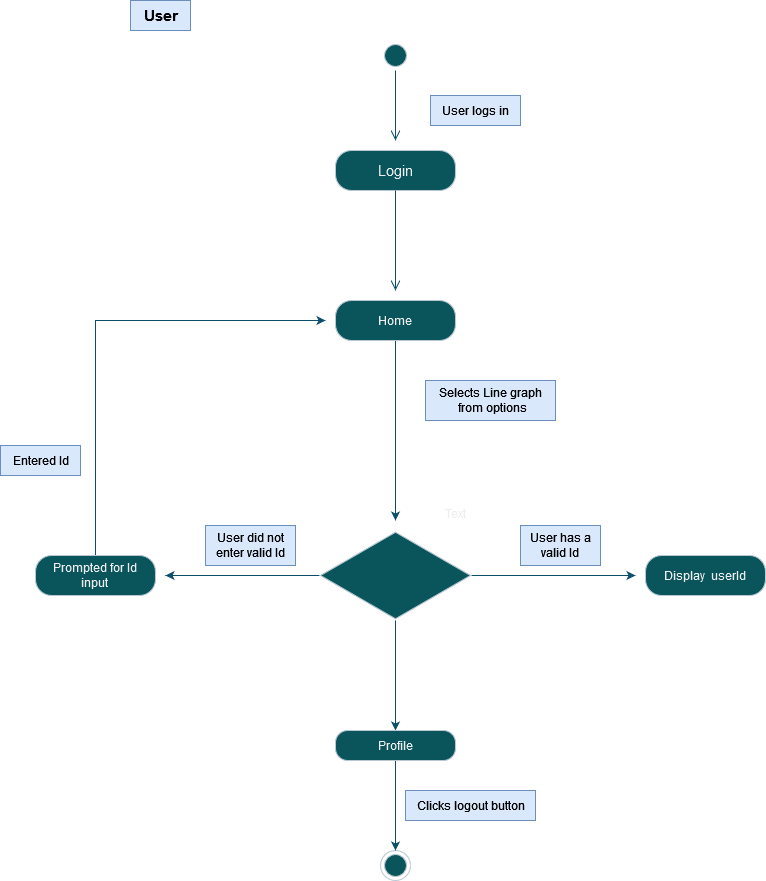 User
User logs in
Login
Home
Selects Line graph
from options
Entered Id
Text
User did not
enter valid Id
User has a
valid Id
Prompted for Id
input
Display userId
Profile
Clicks logout button